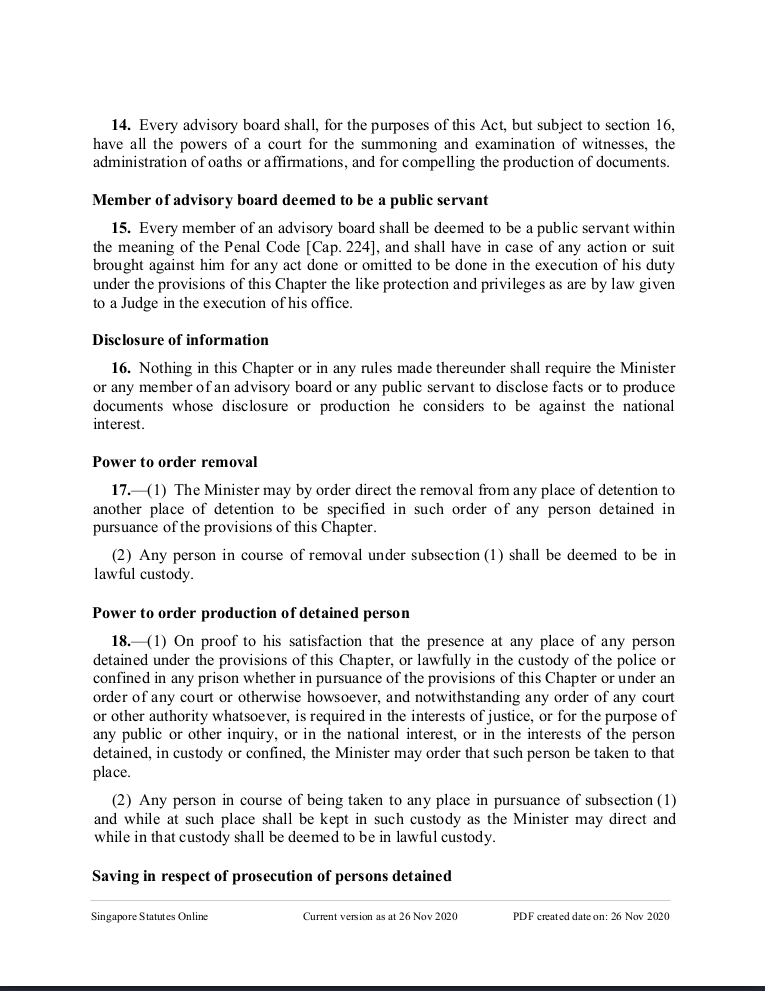 14. Every advisory board shall, for the purposes of this Act, but subject to section 16,
have all the powers of a court for the summoning and examination of witnesses, the
administration of oaths or affirmations, and for compelling the production of documents.
Member of advisory board deemed to be a public servant
15. Every member of an advisory board shall be deemed to be a public servant within
the meaning of the Penal Code [Cap. 224], and shall have in case of any action or suit
brought against him for any act done or omitted to be done in the execution of his duty
under the provisions of this Chapter the like protection and privileges as are by law given
to a Judge in the execution of his office.
Disclosure of information
16. Nothing in this Chapter or in any rules made thereunder shall require the Minister
or any member of an advisory board or any public servant to disclose facts or to produce
documents whose disclosure or production he considers to be against the national
interest.
Power to order removal
17.—(1) The Minister may by order direct the removal from any place of detention to
another place of detention to be specified in such order of any person detained in
pursuance of the provisions of this Chapter.
(2) Any person in course of removal under subsection (1) shall be deemed to be in
lawful custody.
Power to order production of detained person
18.—(1) On proof to his satisfaction that the presence at any place of any person
detained under the provisions of this Chapter, or lawfully in the custody of the police or
confined in any prison whether in pursuance of the provisions of this Chapter or under an
order of any court or otherwise howsoever, and notwithstanding any order of any court
or other authority whatsoever, is required in the interests of justice, or for the purpose of
any public or other inquiry, or in the national interest, or in the interests of the person
detained, in custody or confined, the Minister may order that such person be taken to that
place.
(2) Any person in course of being taken to any place in pursuance of subsection (1)
and while at such place shall be kept in such custody as the Minister may direct and
while in that custody shall be deemed to be in lawful custody.
Saving in respect of prosecution of persons detained
Singapore Statutes Online Current version as at 26 Nov 2020 PDF created date on: 26 Nov 2020